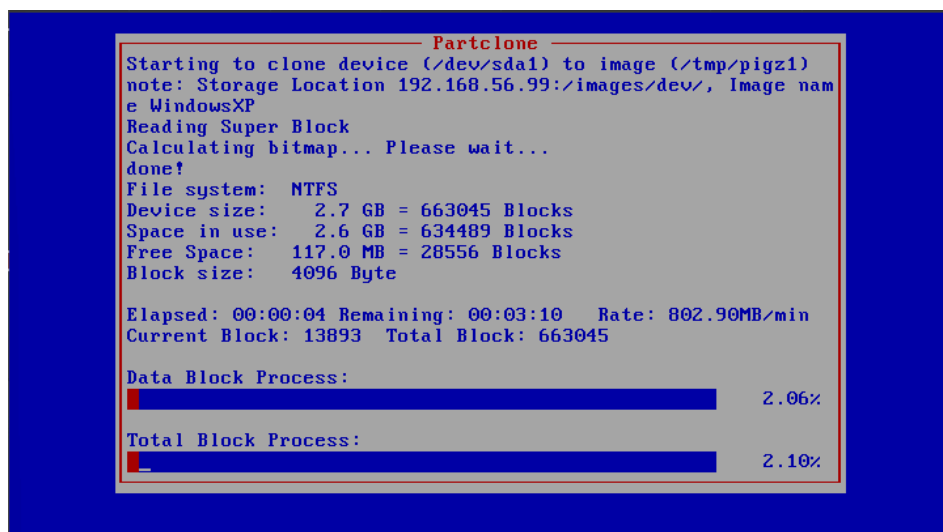 Partclone
Starting to clone device (/dev/sda1) to image (/tmp/pigz1)
note: Storage Location 192.168.56.99:/images/dev/, Image nam
e WindowsXP
Reading Super Block
Calculating bitmap... Please wait...
done!
File system:  NTFS
Device size:    2.7 GB = 663045 Blocks
Space in use:   2.6 GB = 634489 Blocks
Free Space:   117.0 MB = 28556 Blocks
Block size:   4096 Byte
Elapsed: 00:00:04 Remaining: 00:03:10   Rate: 802.90MB/min
Current Block: 13893  Total Block: 663045
Data Block Process:
2.06%
Total Block Process:
2.10%